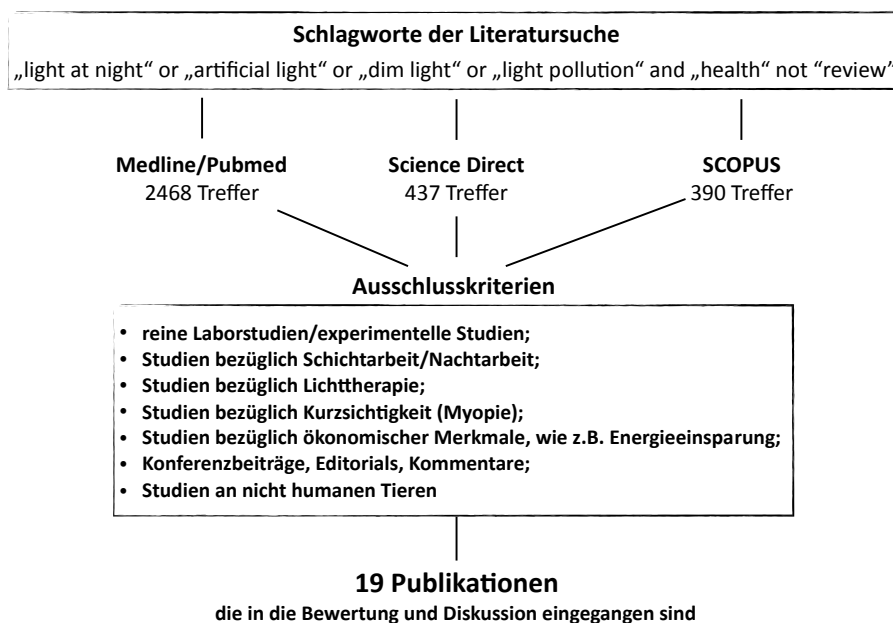 Schlagworte der Literatursuche
„light at night“ or „artificial light“ or „dim light“ or „light pollution“ and „health“ not “review”
Medline/Pubmed Science Direct SCOPUS
2468 Treffer 437 Treffer 390 Treffer
Ausschlusskriterien
• reine Laborstudien/experimentelle Studien;
• Studien bezüglich Schichtarbeit/Nachtarbeit;
• Studien bezüglich Lichttherapie;
• Studien bezüglich Kurzsichtigkeit (Myopie);
• Studien bezüglich ökonomischer Merkmale, wie z.B. Energieeinsparung;
• Konferenzbeiträge, Editorials, Kommentare;
• Studien an nicht humanen Tieren
19 Publikationen
die in die Bewertung und Diskussion eingegangen sind